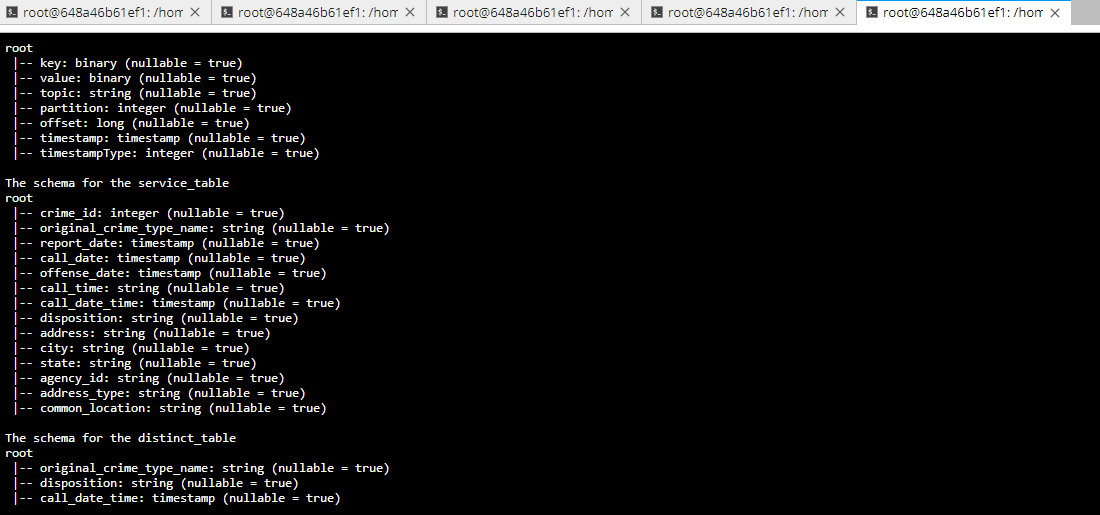 root@648a46b61ef1: /hom root@648a46b61ef1: /hom root@648a46b61ef1: /hom root@648a46b61ef1: /hom root@648a46b61ef1: /hom
root
|-- key: binary (nullable = true)
|-- value: binary (nullable = true)
|-- topic: string (nullable = true)
|-- partition: integer (nullable = true)
|-- offset: long (nullable = true)
|-- timestamp: timestamp (nullable = true)
|-- timestampType: integer (nullable = true)
The schema for the service_table
root
|-- crime_id: integer (nullable = true)
|-- original_crime_type_name: string (nullable = true)
|-- report_date: timestamp (nullable = true)
|-- call_date: timestamp (nullable = true)
|-- offense_date: timestamp (nullable = true)
|-- call_time: string (nullable = true)
|-- call_date_time: timestamp (nullable = true)
|-- disposition: string (nullable = true)
|-- address: string (nullable = true)
|-- city: string (nullable = true)
|-- state: string (nullable = true)
|-- agency_id: string (nullable = true)
|-- address_type: string (nullable = true)
|-- common_location: string (nullable = true)
The schema for the distinct_table
root
|-- original_crime_type_name: string (nullable = true)
|-- disposition: string (nullable = true)
|-- call_date_time: timestamp (nullable = true)